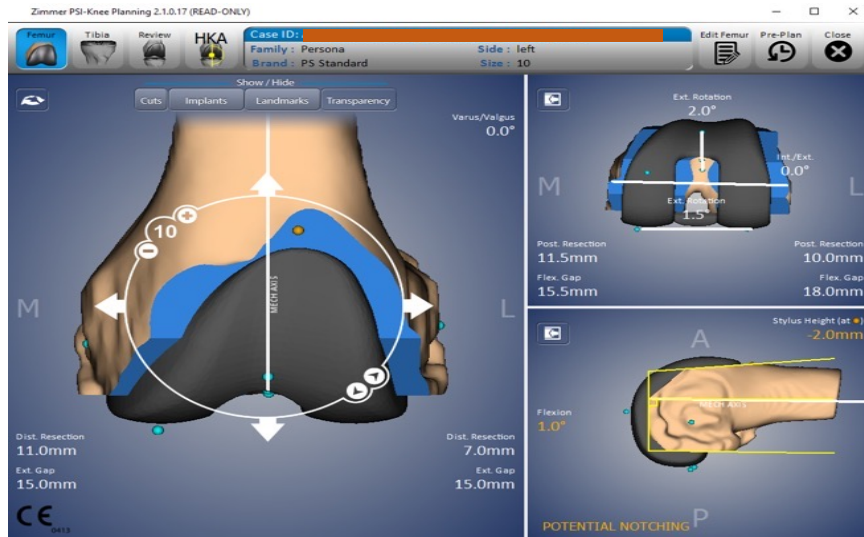 Zimmer PSI-Knee Planning 2.1.0.17 (READ-ONLY)
Femur Tibia Review HKA
Case ID:
Family : Persona Side : left
Brand : PS Standard Size : 10
Edit Femur Pre-Plan Close
Show / Hide
Cuts Implants Landmarks Transparency
Varus/Valgus
0.0°
10
MECH AXIS
M L
Dist. Resection
11.0mm
Ext. Gap
15.0mm
Dist. Resection
7.0mm
Ext. Gap
15.0mm
CE
0413
Ext. Rotation
2.0°
Int./Ext.
0.0°
M L
Ext. Rotation
1.5°
Post. Resection
11.5mm
Flex. Gap
15.5mm
Post. Resection
10.0mm
Flex. Gap
18.0mm
Stylus Height (at ●)
-2.0mm
A
MECH AXIS
Flexion
1.0°
P
POTENTIAL NOTCHING